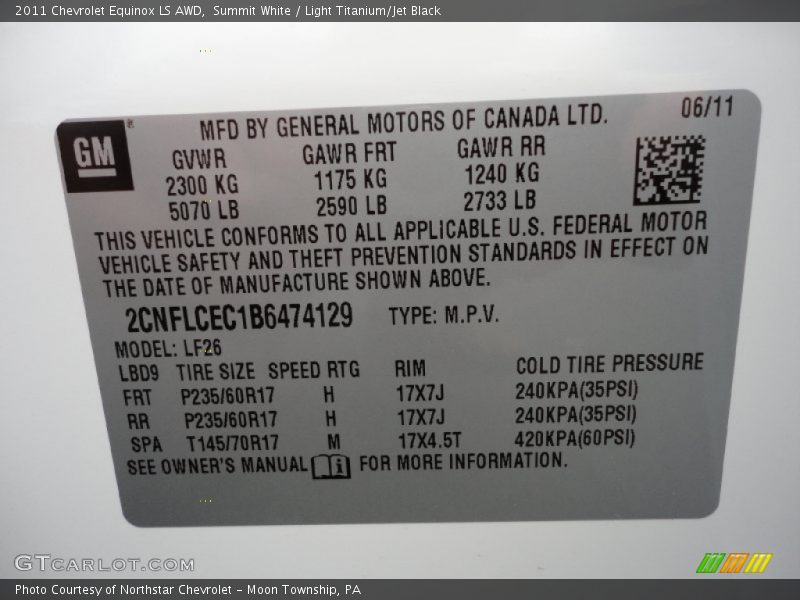 2011 Chevrolet Equinox LS AWD,  Summit White / Light Titanium/Jet Black
GM
®
MFD BY GENERAL MOTORS OF CANADA LTD.
06/11
GVWR GAWR FRT GAWR RR
2300 KG 1175 KG 1240 KG
5070 LB 2590 LB 2733 LB
THIS VEHICLE CONFORMS TO ALL APPLICABLE U.S. FEDERAL MOTOR
VEHICLE SAFETY AND THEFT PREVENTION STANDARDS IN EFFECT ON
THE DATE OF MANUFACTURE SHOWN ABOVE.
2CNFLCEC1B6474129 TYPE: M.P.V.
MODEL: LF26
LBD9 TIRE SIZE SPEED RTG RIM COLD TIRE PRESSURE
FRT P235/60R17 H 17X7J 240KPA(35PSI)
RR P235/60R17 H 17X7J 240KPA(35PSI)
SPA T145/70R17 M 17X4.5T 420KPA(60PSI)
SEE OWNER'S MANUAL FOR MORE INFORMATION.
GTCARLOT.COM
Photo Courtesy of Northstar Chevrolet - Moon Township, PA